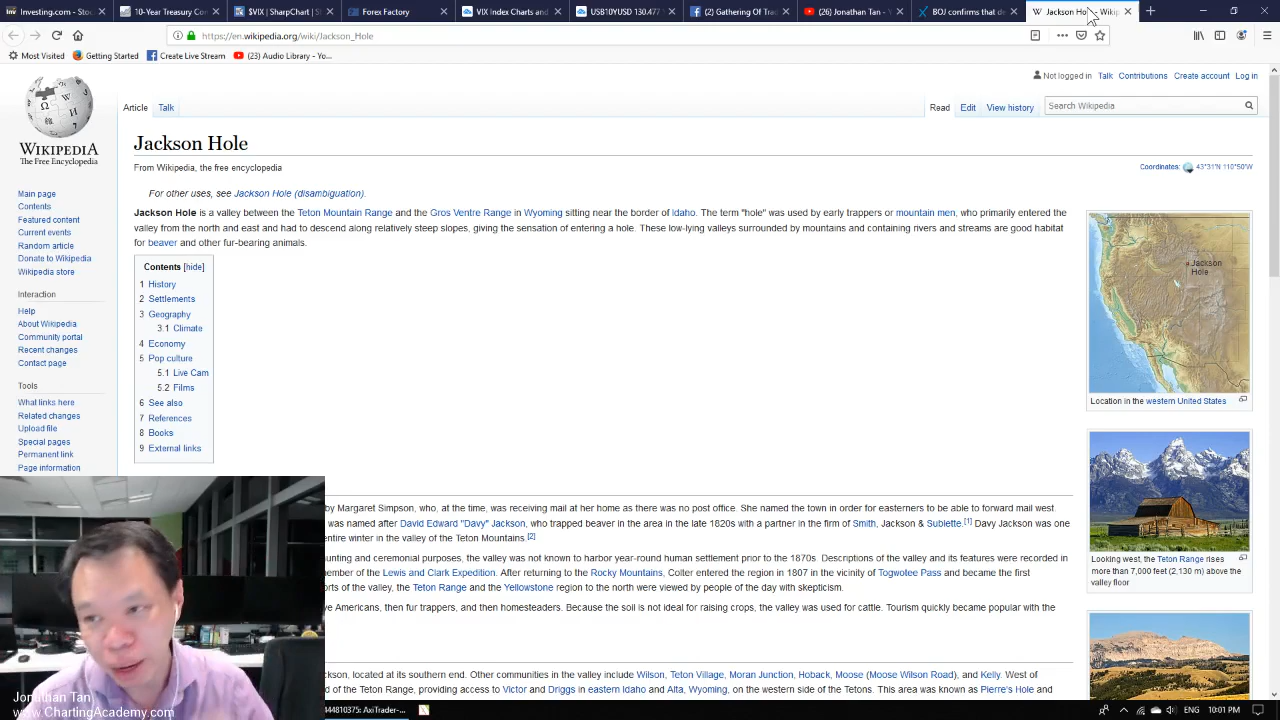 Investing.com - Stoc
10-Year Treasury Con
$VIX | SharpChart | S
Forex Factory
VIX Index Charts and
USB10YUSD 130.477
(2) Gathering Of Trad
(26) Jonathan Tan - Y
BOJ confirms that de
Jackson Hole - Wikip
https://en.wikipedia.org/wiki/Jackson_Hole
Most Visited
Getting Started
Create Live Stream
(23) Audio Library - Yo...
Not logged in Talk Contributions Create account Log in
Article Talk
Read Edit View history
Search Wikipedia
WIKIPEDIA
The Free Encyclopedia
Jackson Hole
From Wikipedia, the free encyclopedia
Coordinates: 43°31′N 110°50′W
For other uses, see Jackson Hole (disambiguation).
Jackson Hole is a valley between the Teton Mountain Range and the Gros Ventre Range in Wyoming sitting near the border of Idaho. The term "hole" was used by early trappers or mountain men, who primarily entered the
valley from the north and east and had to descend along relatively steep slopes, giving the sensation of entering a hole. These low-lying valleys surrounded by mountains and containing rivers and streams are good habitat
for beaver and other fur-bearing animals.
Main page
Contents
Featured content
Current events
Random article
Donate to Wikipedia
Wikipedia store
Interaction
Help
About Wikipedia
Community portal
Recent changes
Contact page
Tools
What links here
Related changes
Upload file
Special pages
Permanent link
Page information
Contents [hide]
1 History
2 Settlements
3 Geography
3.1 Climate
4 Economy
5 Pop culture
5.1 Live Cam
5.2 Films
6 See also
7 References
8 Books
9 External links
Jackson
Hole
Location in the western United States
Looking west, the Teton Range rises
more than 7,000 feet (2,130 m) above the
valley floor
by Margaret Simpson, who, at the time, was receiving mail at her home as there was no post office. She named the town in order for easterners to be able to forward mail west.
was named after David Edward "Davy" Jackson, who trapped beaver in the area in the late 1820s with a partner in the firm of Smith, Jackson & Sublette.[1] Davy Jackson was one
entire winter in the valley of the Teton Mountains.[2]
unting and ceremonial purposes, the valley was not known to harbor year-round human settlement prior to the 1870s. Descriptions of the valley and its features were recorded in
ember of the Lewis and Clark Expedition. After returning to the Rocky Mountains, Colter entered the region in 1807 in the vicinity of Togwotee Pass and became the first
orts of the valley, the Teton Range and the Yellowstone region to the north were viewed by people of the day with skepticism.
ve Americans, then fur trappers, and then homesteaders. Because the soil is not ideal for raising crops, the valley was used for cattle. Tourism quickly became popular with the
kson, located at its southern end. Other communities in the valley include Wilson, Teton Village, Moran Junction, Hoback, Moose (Moose Wilson Road), and Kelly. West of
d of the Teton Range, providing access to Victor and Driggs in eastern Idaho and Alta, Wyoming, on the western side of the Tetons. This area was known as Pierre's Hole and
Jonathan Tan
www.ChartingAcademy.com
444810375: AxiTrader-...
ENG
10:01 PM